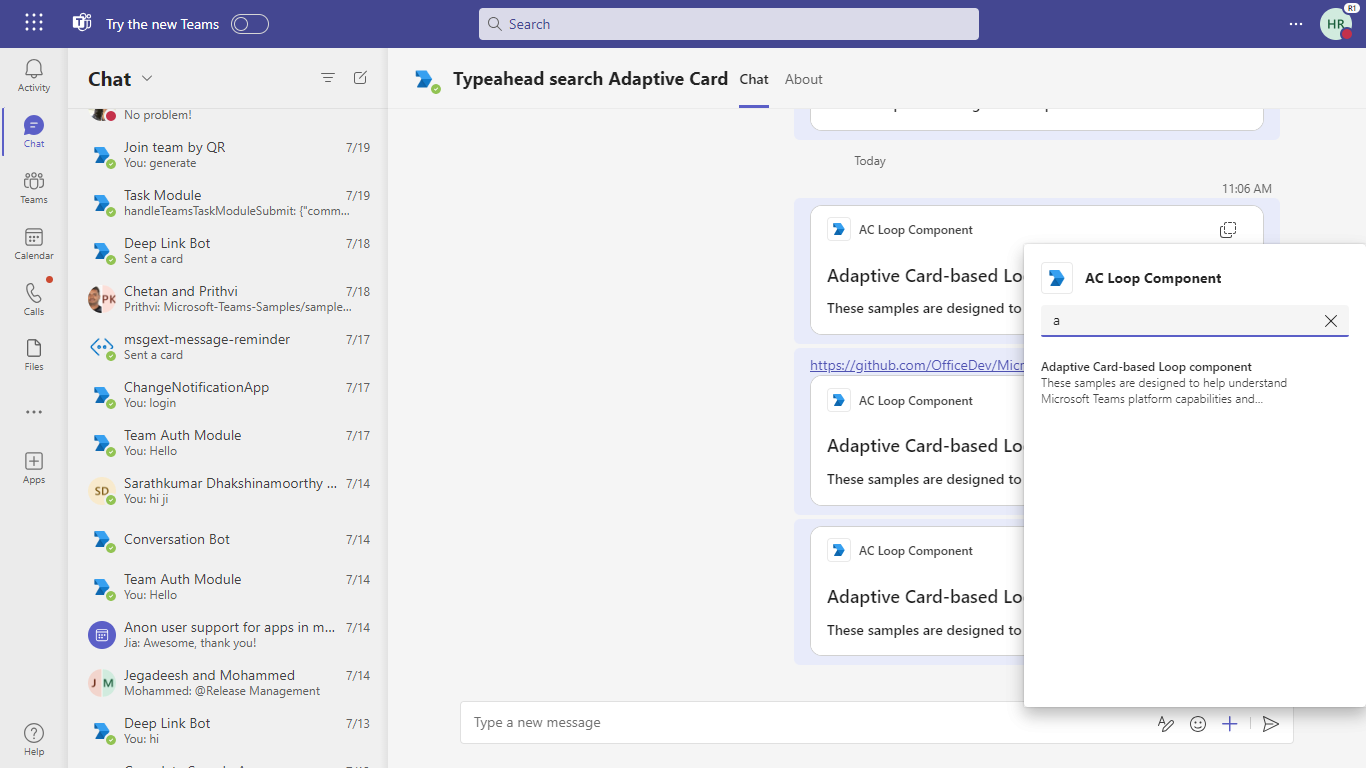 Try the new Teams
Search
R1
HR
Activity
Chat
Teams
Calendar
Calls
Files
Apps
Help
Chat
No problem!
Join team by QR 7/19
You: generate
Task Module 7/19
handleTeamsTaskModuleSubmit: {"comm...
Deep Link Bot 7/18
Sent a card
PK
Chetan and Prithvi 7/18
Prithvi: Microsoft-Teams-Samples/sample...
msgext-message-reminder 7/17
Sent a card
ChangeNotificationApp 7/17
You: login
Team Auth Module 7/17
You: Hello
SD
Sarathkumar Dhakshinamoorthy ... 7/14
You: hi ji
Conversation Bot 7/14
Team Auth Module 7/14
You: Hello
Anon user support for apps in m... 7/14
Jia: Awesome, thank you!
J M
Jegadeesh and Mohammed 7/14
Mohammed: @Release Management
Deep Link Bot 7/13
You: hi
Typeahead search Adaptive Card
Chat
About
Today
11:06 AM
AC Loop Component
Adaptive Card-based Lo
These samples are designed to
https://github.com/OfficeDev/Micr
AC Loop Component
Adaptive Card-based Lo
These samples are designed to
AC Loop Component
Adaptive Card-based Lo
These samples are designed to
Type a new message
AC Loop Component
a
Adaptive Card-based Loop component
These samples are designed to help understand
Microsoft Teams platform capabilities and...